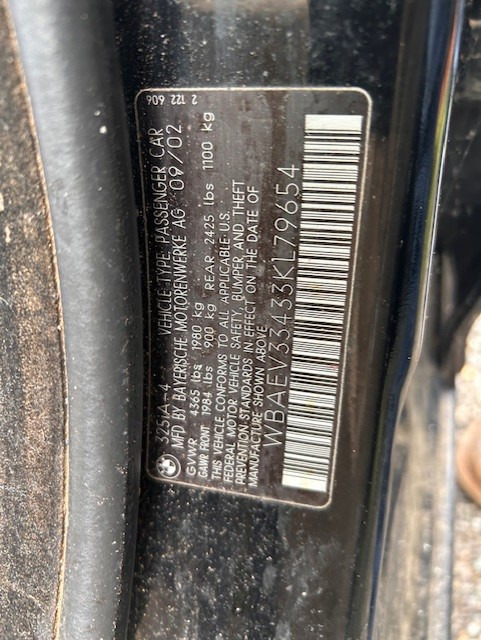 2 122 606
325iA-4 VEHICLE TYPE: PASSENGER CAR
MFD BY BAYERISCHE MOTORENWERKE AG 09/02
GVWR 4365 lbs 1980 kg
GAWR FRONT 1984 lbs 900 kg REAR 2425 lbs 1100 kg
THIS VEHICLE CONFORMS TO ALL APPLICABLE U.S.
FEDERAL MOTOR VEHICLE SAFETY, BUMPER AND THEFT
PREVENTION STANDARDS IN EFFECT ON THE DATE OF
MANUFACTURE SHOWN ABOVE.
WBAEV33433KL79654